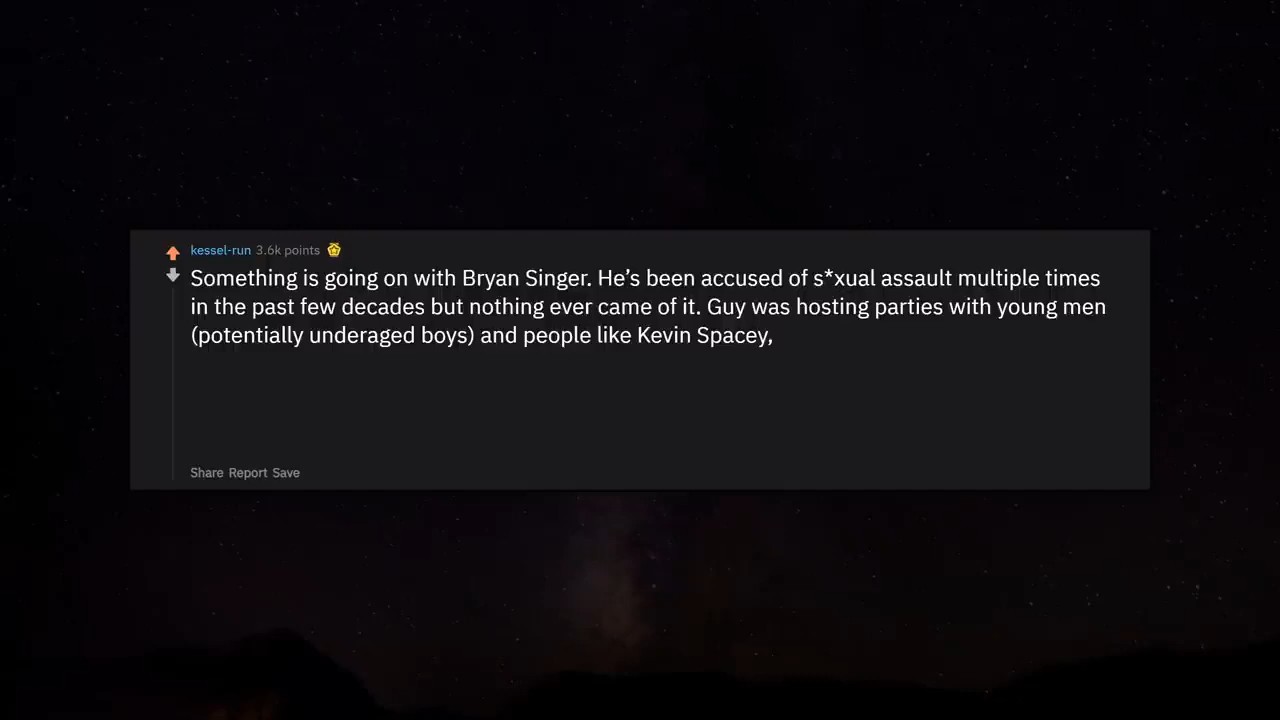 kessel-run 3.6k points
Something is going on with Bryan Singer. He’s been accused of s*xual assault multiple times
in the past few decades but nothing ever came of it. Guy was hosting parties with young men
(potentially underaged boys) and people like Kevin Spacey,
Share Report Save